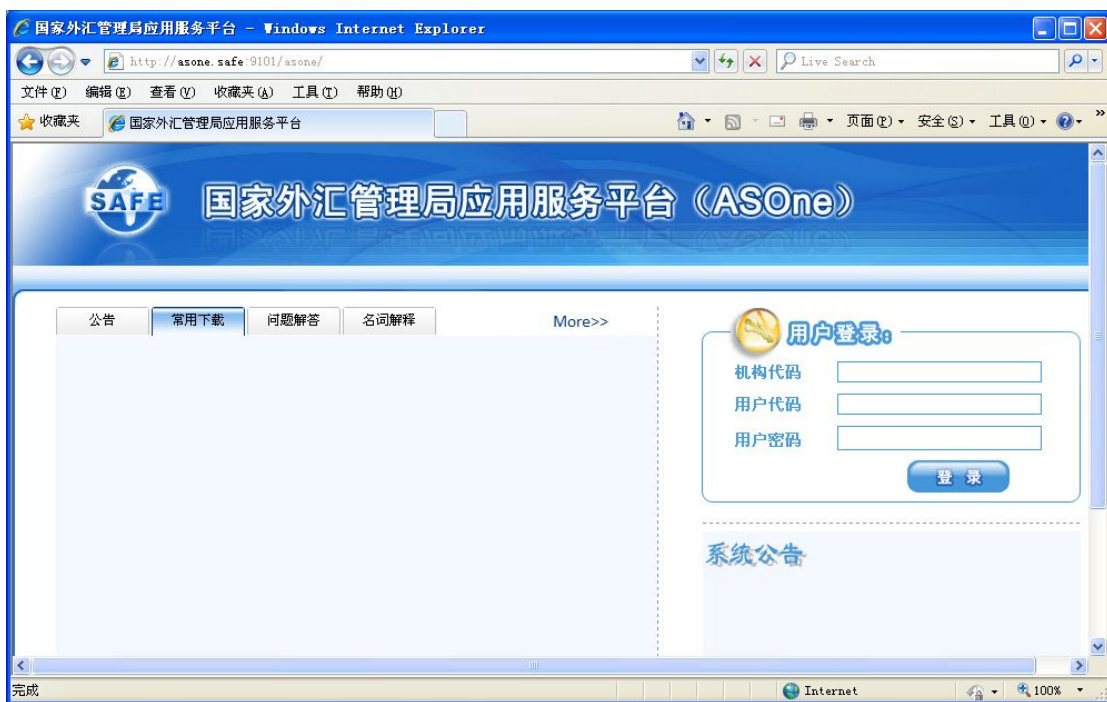 国家外汇管理局应用服务平台 - Windows Internet Explorer
http://asone.safe:9101/asone/
Live Search
文件(F) 编辑(E) 查看(V) 收藏夹(A) 工具(T) 帮助(H)
收藏夹 国家外汇管理局应用服务平台 页面(P) 安全(S) 工具(O)
SAFE 国家外汇管理局应用服务平台（ASOne）
公告 常用下载 问题解答 名词解释 More>>
用户登录
机构代码
用户代码
用户密码
登 录
系统公告
完成 Internet 100%